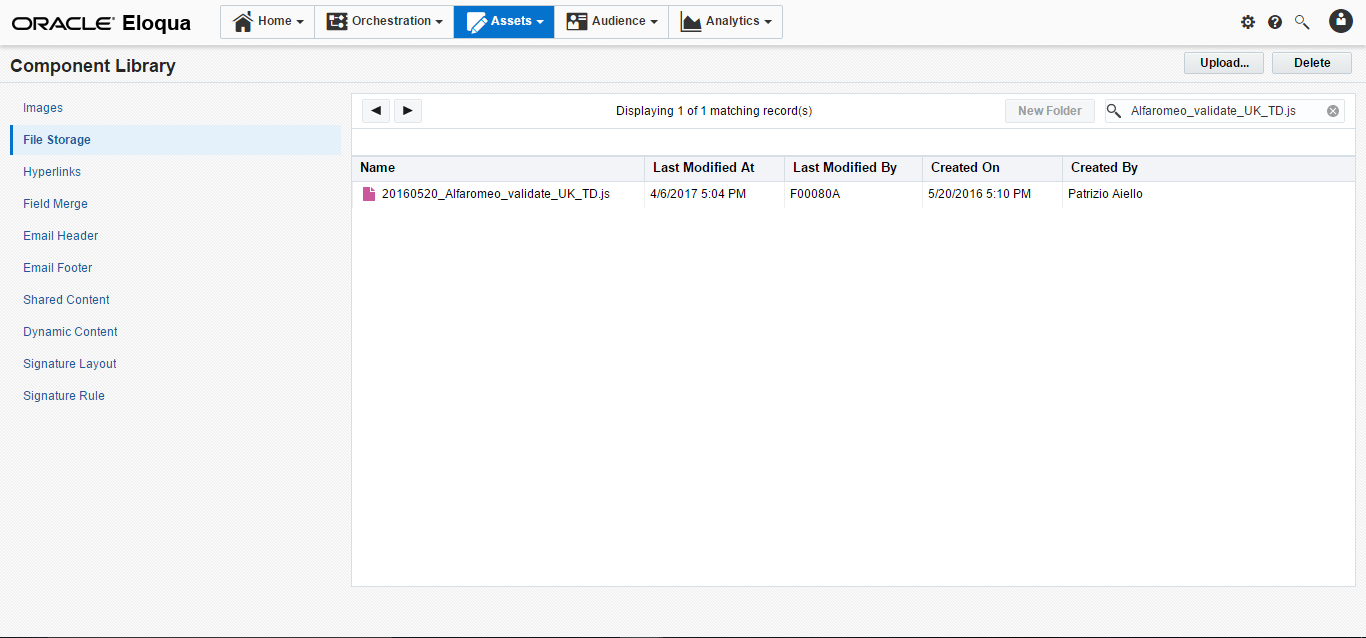 ORACLE Eloqua Home Orchestration Assets Audience Analytics
Component Library Upload... Delete
Images
File Storage
Hyperlinks
Field Merge
Email Header
Email Footer
Shared Content
Dynamic Content
Signature Layout
Signature Rule
Displaying 1 of 1 matching record(s) New Folder Alfaromeo_validate_UK_TD.js
Name Last Modified At Last Modified By Created On Created By
20160520_Alfaromeo_validate_UK_TD.js 4/6/2017 5:04 PM F00080A 5/20/2016 5:10 PM Patrizio Aiello